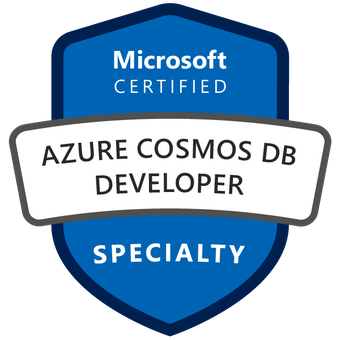 Microsoft
CERTIFIED
AZURE COSMOS DB
DEVELOPER
SPECIALTY